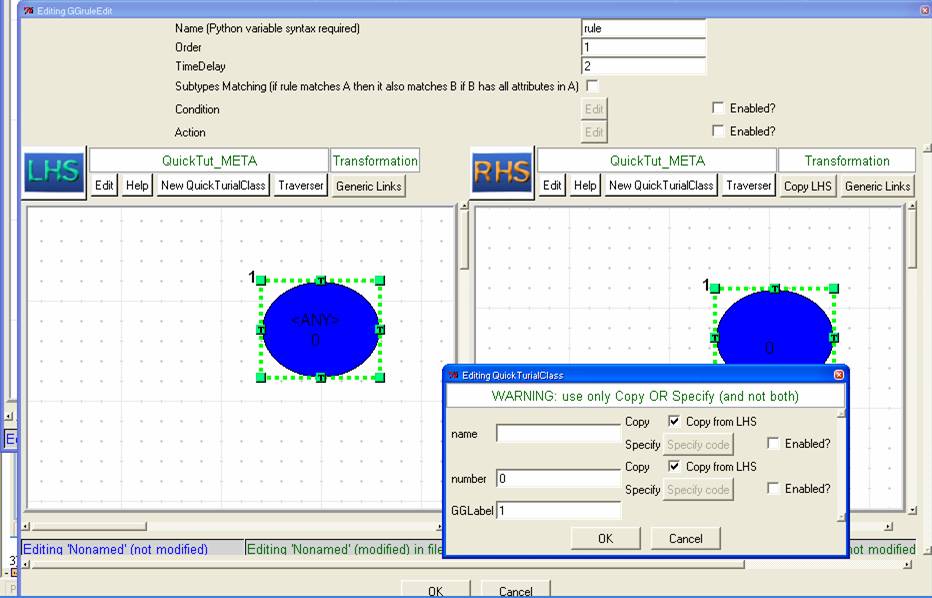 Editing GGruleEdit
Name (Python variable syntax required) rule
Order 1
TimeDelay 2
Subtypes Matching (if rule matches A then it also matches B if B has all attributes in A)
Condition Edit Enabled?
Action Edit Enabled?
LHS QuickTut_META Transformation
Edit Help New QuickTurialClass Traverser Generic Links
RHS QuickTut_META Transformation
Edit Help New QuickTurialClass Traverser Copy LHS Generic Links
1
<ANY>
0
1
0
Editing QuickTurialClass
WARNING: use only Copy OR Specify (and not both)
name Copy Copy from LHS
Specify Specify code Enabled?
number 0 Copy Copy from LHS
Specify Specify code Enabled?
GGLabel 1
OK Cancel
Editing 'Nonamed' (not modified) Editing 'Nonamed' (modified) in file not modified
OK Cancel